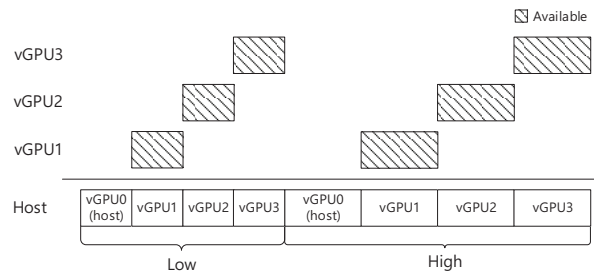 Available
vGPU3
vGPU2
vGPU1
Host
vGPU0
(host)
vGPU1
vGPU2
vGPU3
vGPU0
(host)
vGPU1
vGPU2
vGPU3
Low
High